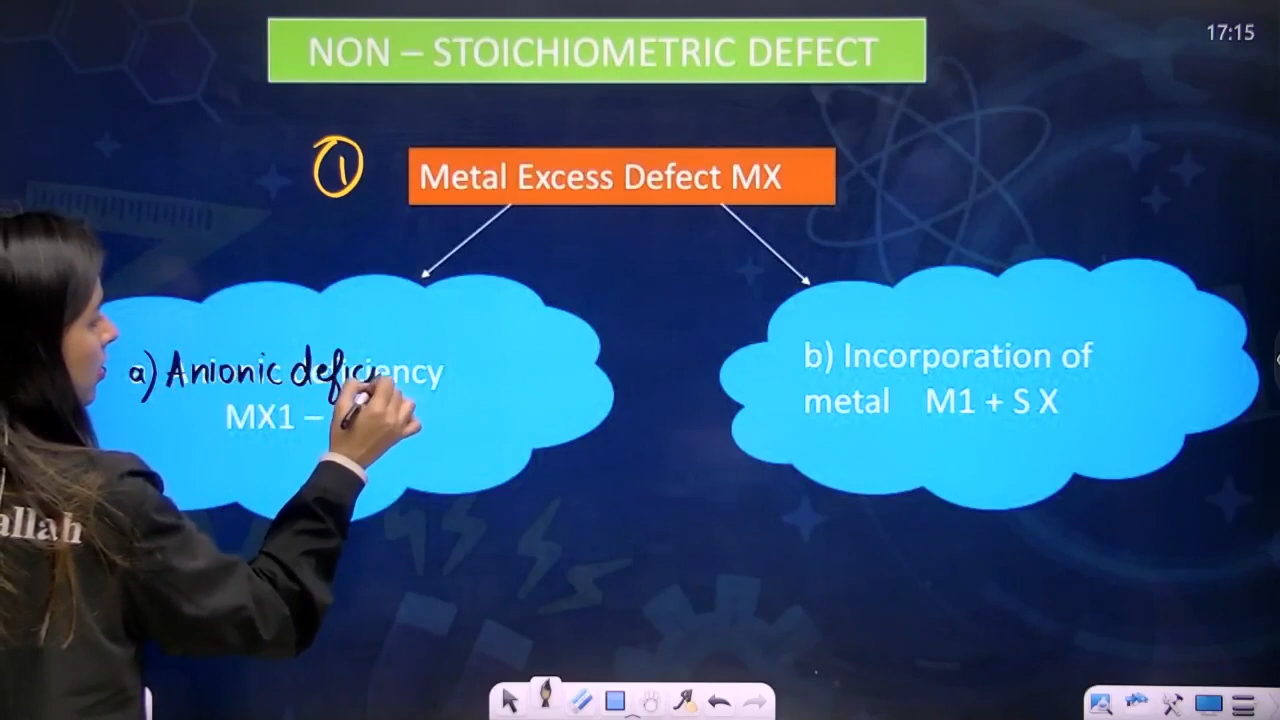 NON – STOICHIOMETRIC DEFECT
17:15
1
Metal Excess Defect MX
a) Anionic deficiency
MX1 –
b) Incorporation of
metal M1 + S X
allah